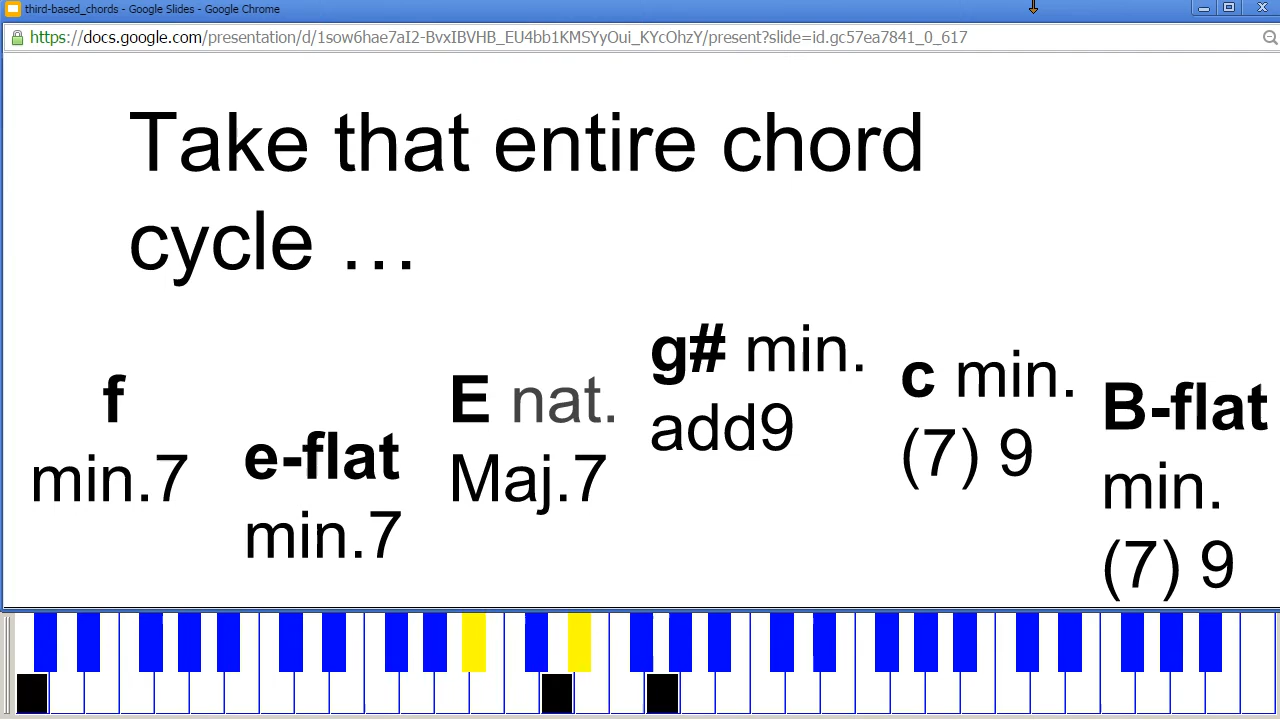 third-based_chords - Google Slides - Google Chrome
https://docs.google.com/presentation/d/1sow6hae7aI2-BvxIBVHB_EU4bb1KMSYyOui_KYcOhzY/present?slide=id.gc57ea7841_0_617
Take that entire chord
cycle …
f
min.7
e-flat
min.7
E nat.
Maj.7
g# min.
add9
c min.
(7) 9
B-flat
min.
(7) 9